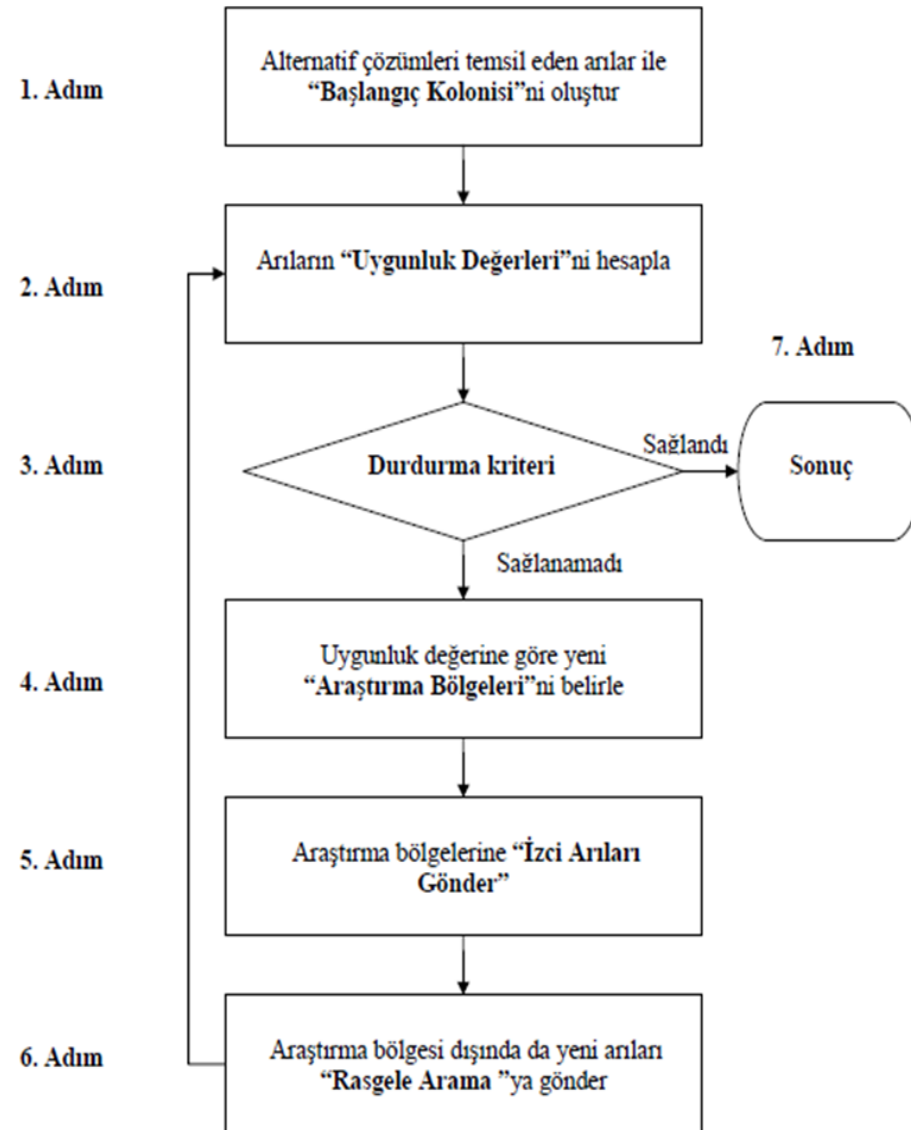 1. Adım
Alternatif çözümleri temsil eden arılar ile
“Başlangıç Kolonisi”ni oluştur
2. Adım
Arıların “Uygunluk Değerleri”ni hesapla
7. Adım
3. Adım
Durdurma kriteri
Sağlandı
Sonuç
Sağlanamadı
4. Adım
Uygunluk değerine göre yeni
“Araştırma Bölgeleri”ni belirle
5. Adım
Araştırma bölgelerine “İzci Arıları
Gönder”
6. Adım
Araştırma bölgesi dışında da yeni arıları
“Rasgele Arama ”ya gönder